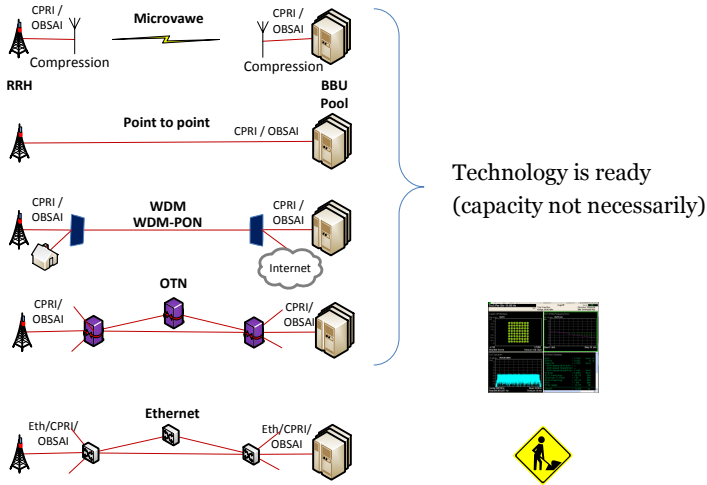 CPRI /
OBSAI
Microvawe
CPRI /
OBSAI
Compression
Compression
RRH
BBU
Pool
Point to point
CPRI / OBSAI
Technology is ready
(capacity not necessarily)
CPRI /
OBSAI
WDM
WDM-PON
CPRI /
OBSAI
Internet
OTN
CPRI/
OBSAI
CPRI/
OBSAI
Ethernet
Eth/CPRI/
OBSAI
Eth/CPRI/
OBSAI